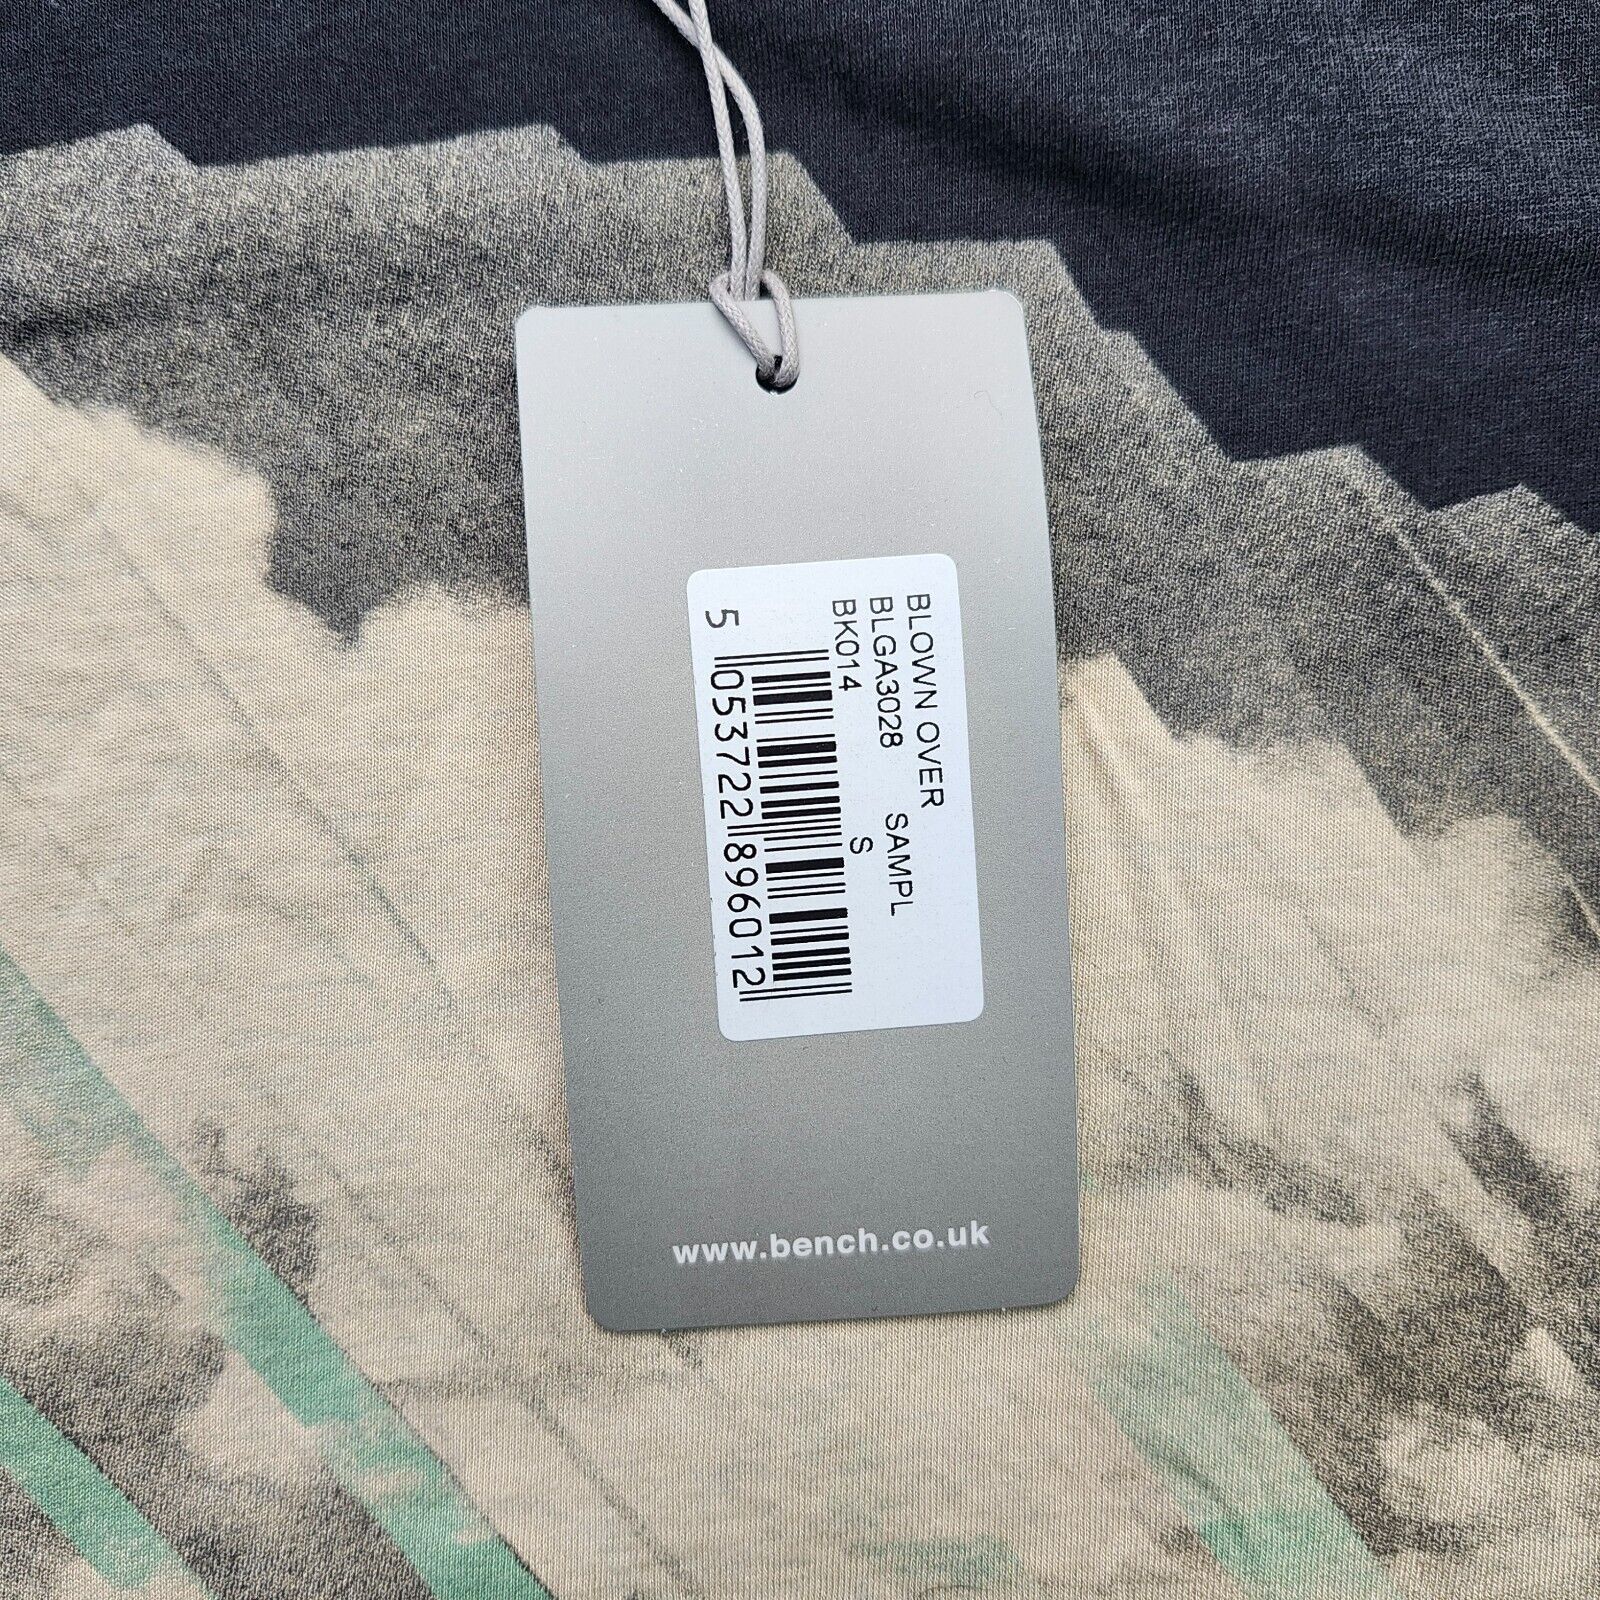 BLOWN OVER
BLGA3028 SAMPL
BK014 S
5 053722 896012
www.bench.co.uk